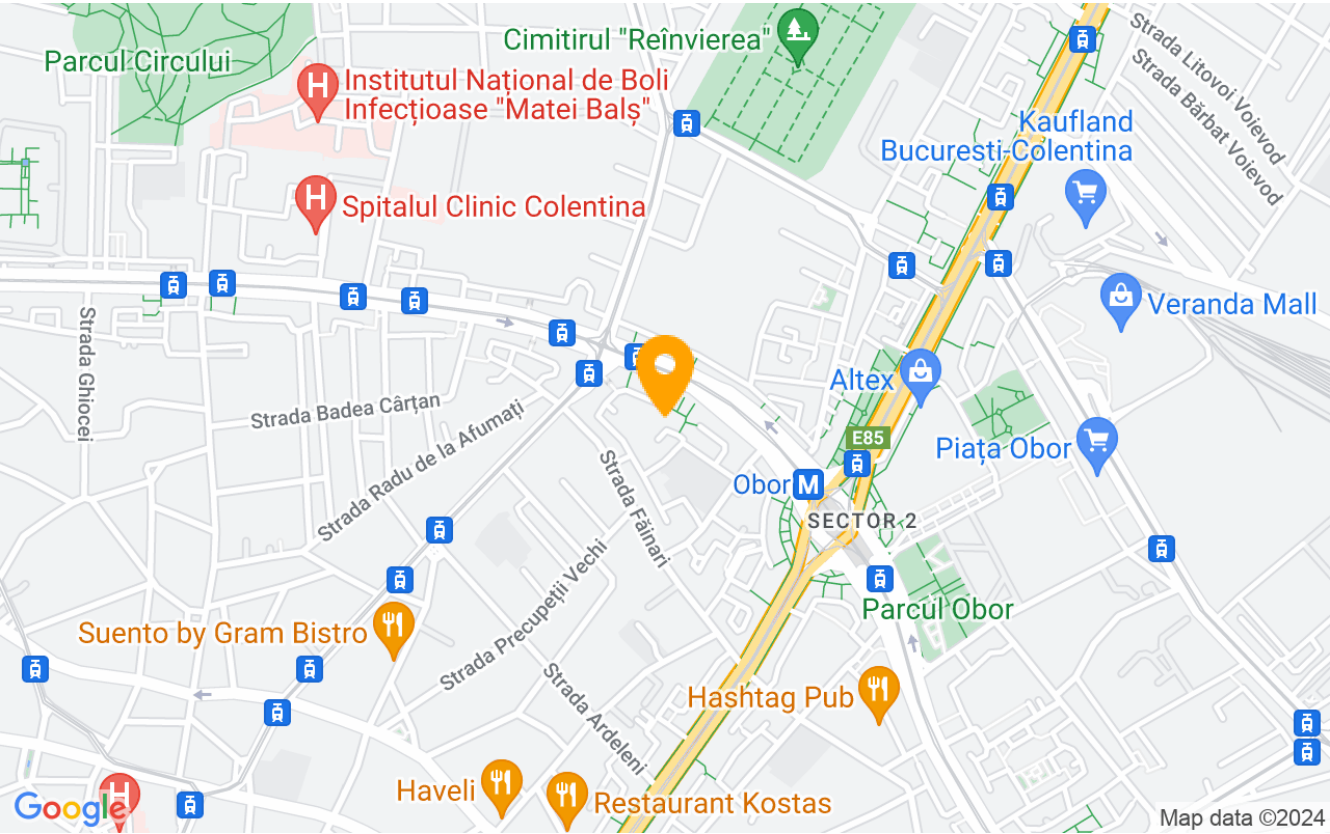 Strada Litovoi Voievod
Cimitirul "Reînvierea"
Parcul Circului
Strada Bărbat Voievod
H
Institutul Național de Boli
Infecțioase "Matei Balș"
Kaufland
București-Colentina
H
Spitalul Clinic Colentina
Veranda Mall
Strada Ghiocei
Altex
Strada Badea Cârțan
Strada Radu de la Afumați
E85
Piața Obor
Strada Făinari
Obor
M
SECTOR 2
Strada Precupeții Vechi
Parcul Obor
Suento by Gram Bistro
Strada Ardeleni
Hashtag Pub
Haveli
Restaurant Kostas
H
Google
Map data ©2024